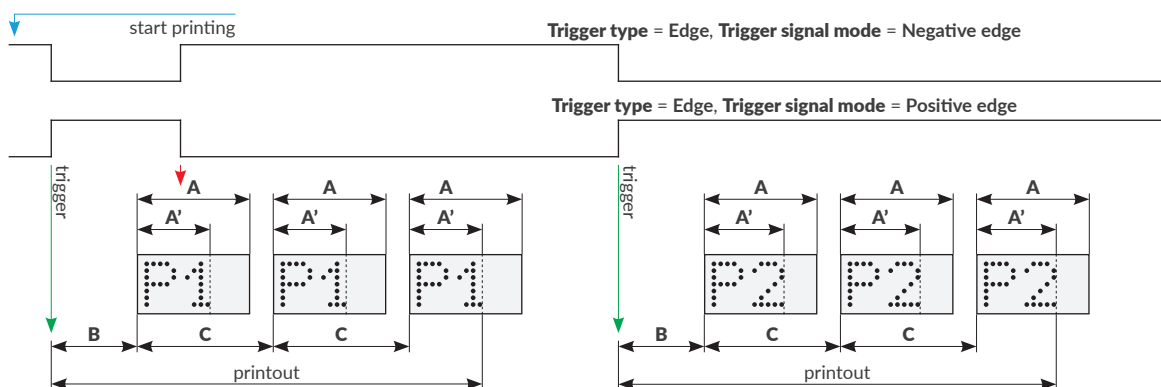 start printing
Trigger type = Edge, Trigger signal mode = Negative edge
Trigger type = Edge, Trigger signal mode = Positive edge
trigger
trigger
A A A A A A
A' A' A' A' A' A'
P1 P1 P1 P2 P2 P2
B C C B C C
printout printout